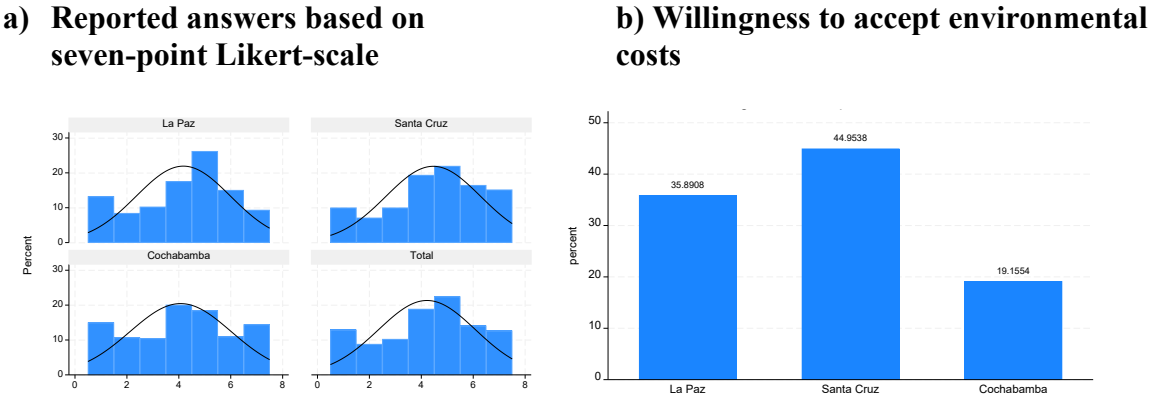 a) Reported answers based on
seven-point Likert-scale
b) Willingness to accept environmental
costs
La Paz
Santa Cruz
30
20
10
0
Cochabamba
Total
30
20
10
0
Percent
0 2 4 6 8
0 2 4 6 8
50
40
30
20
10
0
percent
35.8908
44.9538
19.1554
La Paz
Santa Cruz
Cochabamba